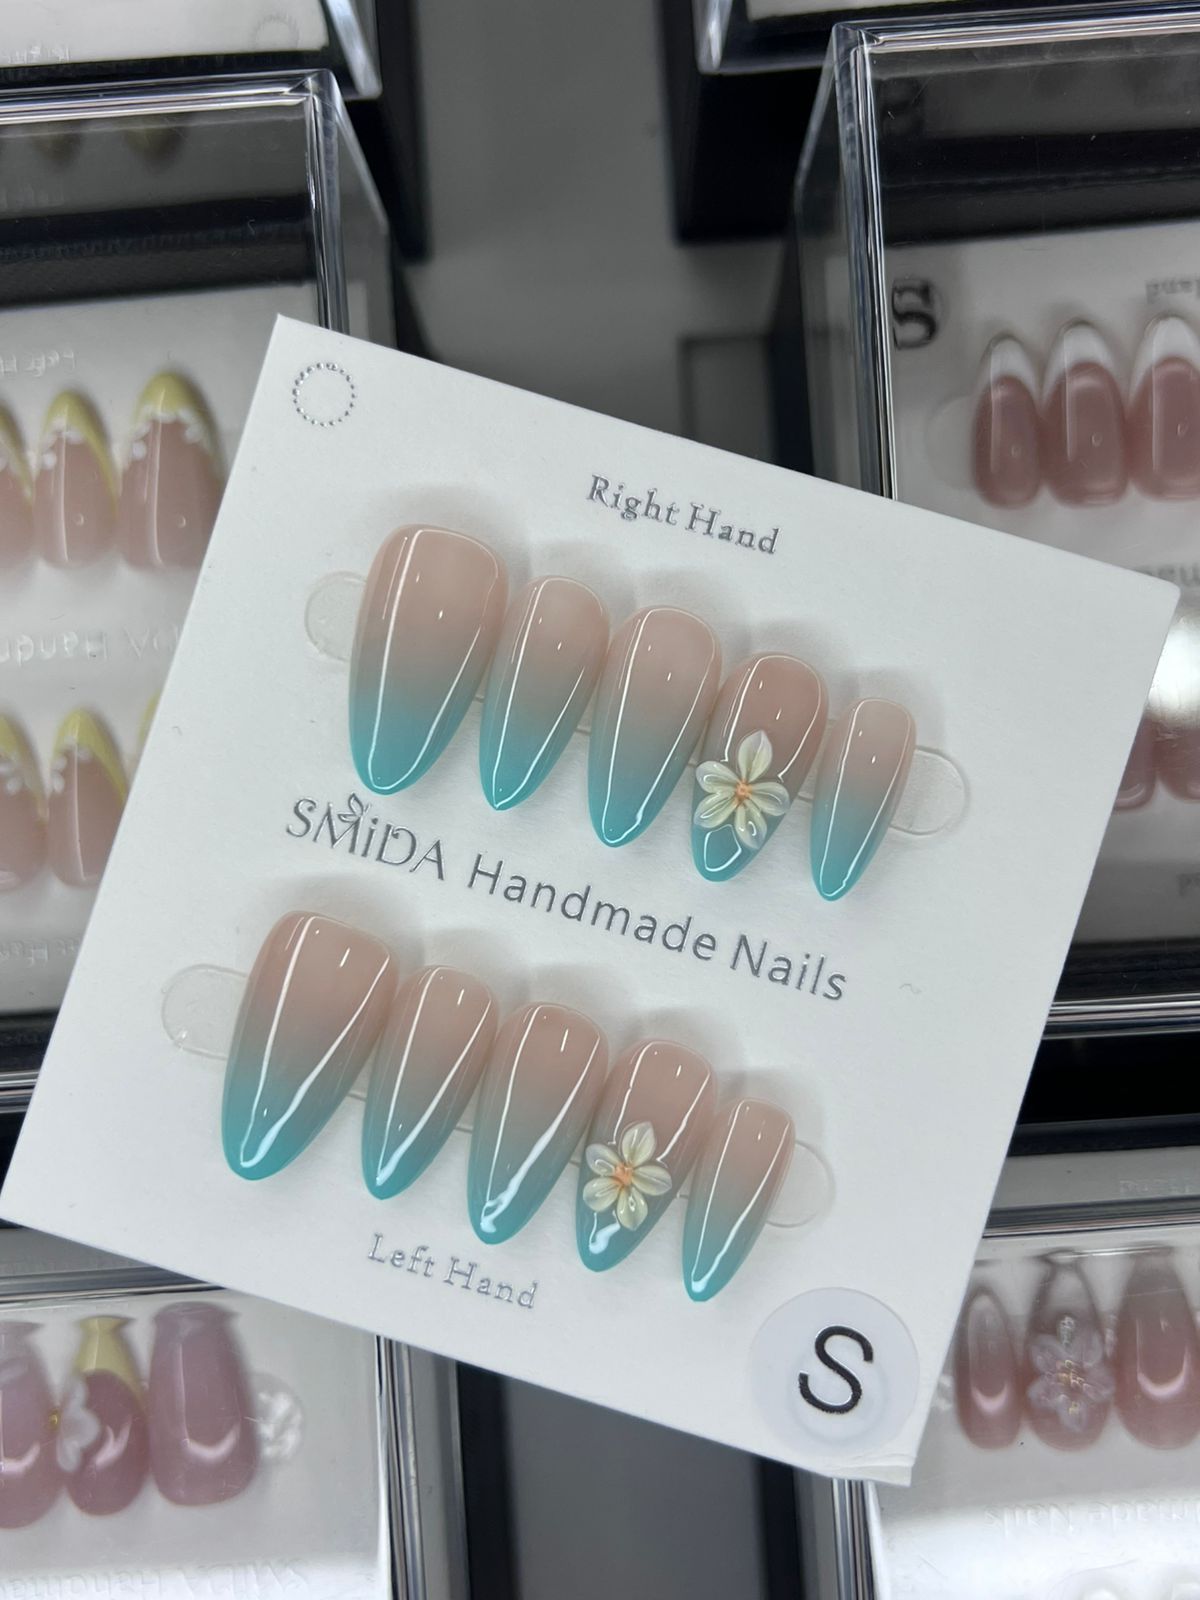 Right Hand
SMiDA Handmade Nails
Left Hand
S
S